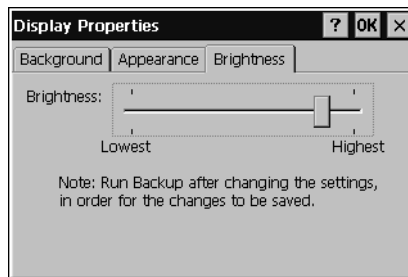 Display Properties ? OK ×
Background Appearance Brightness
Brightness:
Lowest Highest
Note: Run Backup after changing the settings,
in order for the changes to be saved.